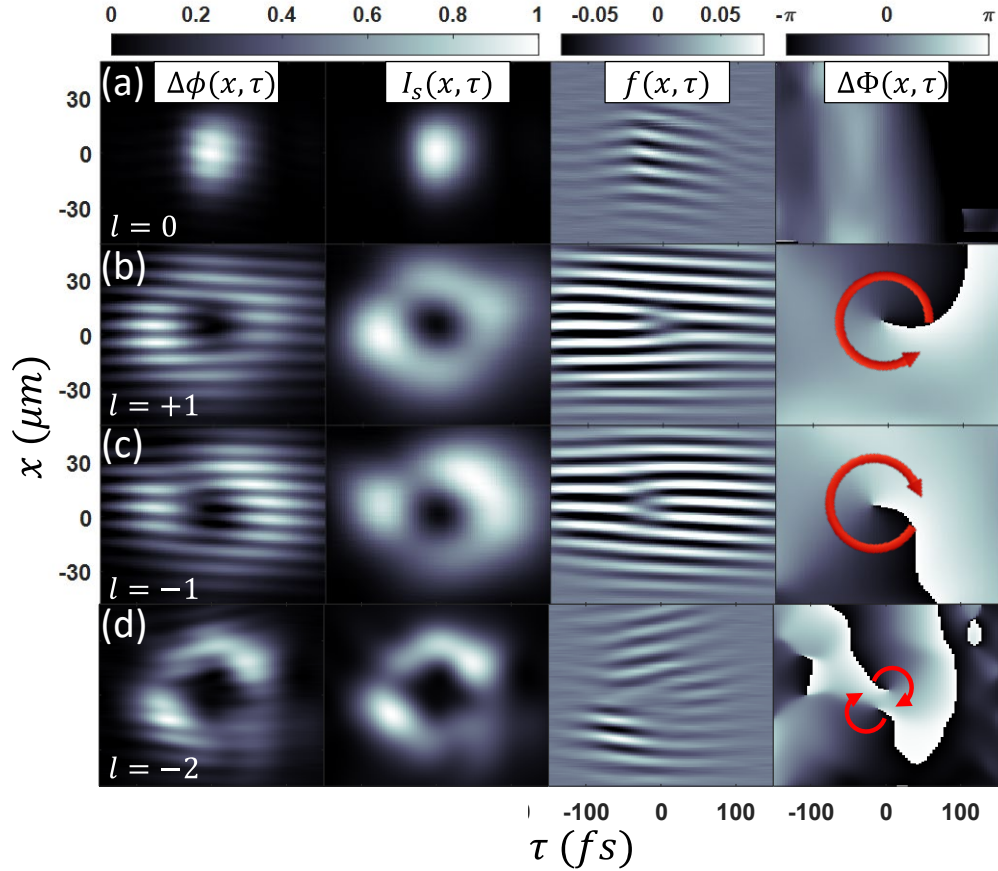 0 0.2 0.4 0.6 0.8 1 -0.05 0 0.05 -π 0 π
(a) Δϕ(x, τ) I_s(x, τ) f(x, τ) ΔΦ(x, τ)
30
0
-30
l = 0
(b)
30
0
-30
l = +1
(c)
30
0
-30
l = −1
(d)
l = −2
x (μm)
-100 0 100 -100 0 100
τ (fs)